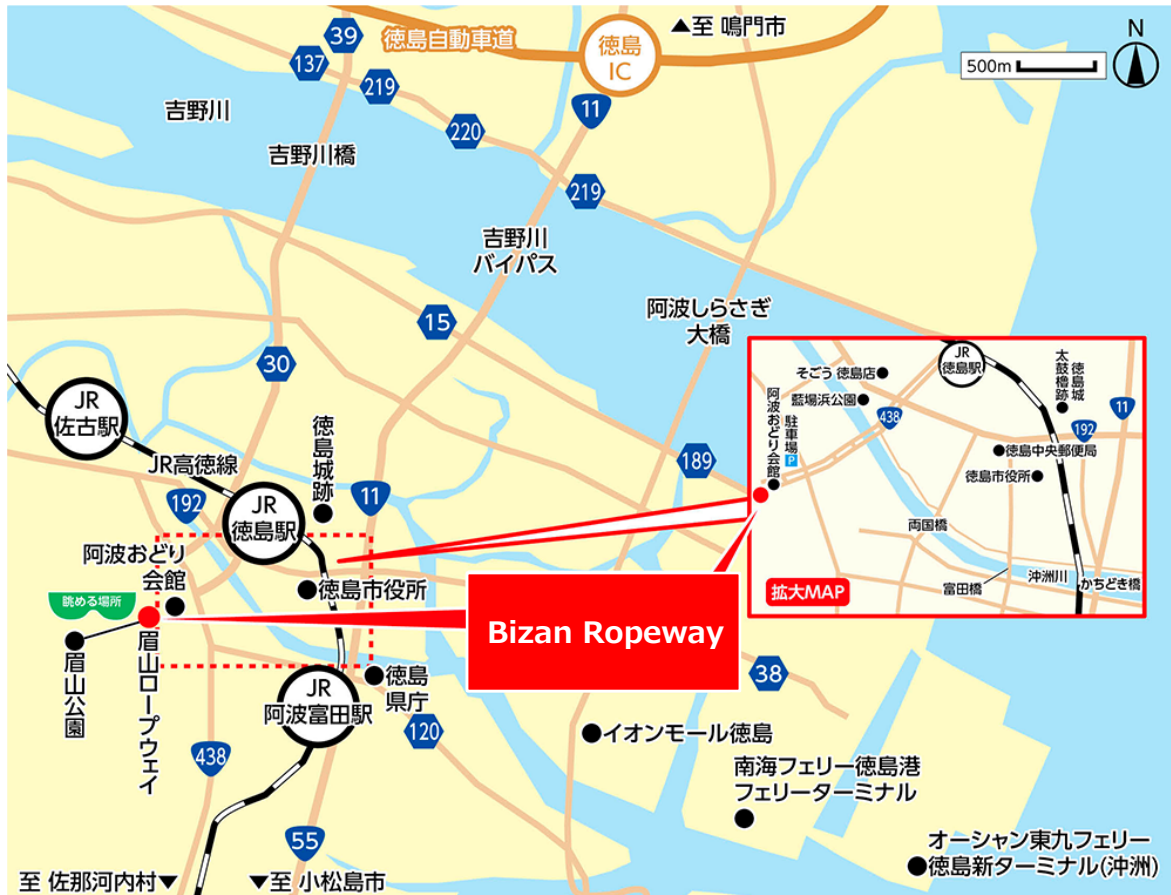 39
徳島自動車道
徳島
IC
▲至 鳴門市
N
500m
137
219
11
吉野川
220
吉野川橋
219
吉野川
バイパス
阿波しらさぎ
大橋
15
30
JR
佐古駅
JR高徳線
徳島城跡
189
192
JR
徳島駅
11
阿波おどり
会館
徳島市役所
眺める場所
眉山公園
眉山ロープウェイ
Bizan Ropeway
JR
阿波富田駅
徳島
県庁
38
438
120
イオンモール徳島
南海フェリー徳島港
フェリーターミナル
55
オーシャン東九フェリー
徳島新ターミナル(沖洲)
至 佐那河内村▼
▼至 小松島市
JR
徳島駅
そごう 徳島店
藍場浜公園
阿波おどり会館
駐車場
P
438
徳島城
太鼓櫓跡
11
192
徳島中央郵便局
徳島市役所
両国橋
富田橋
沖洲川
かちどき橋
拡大MAP